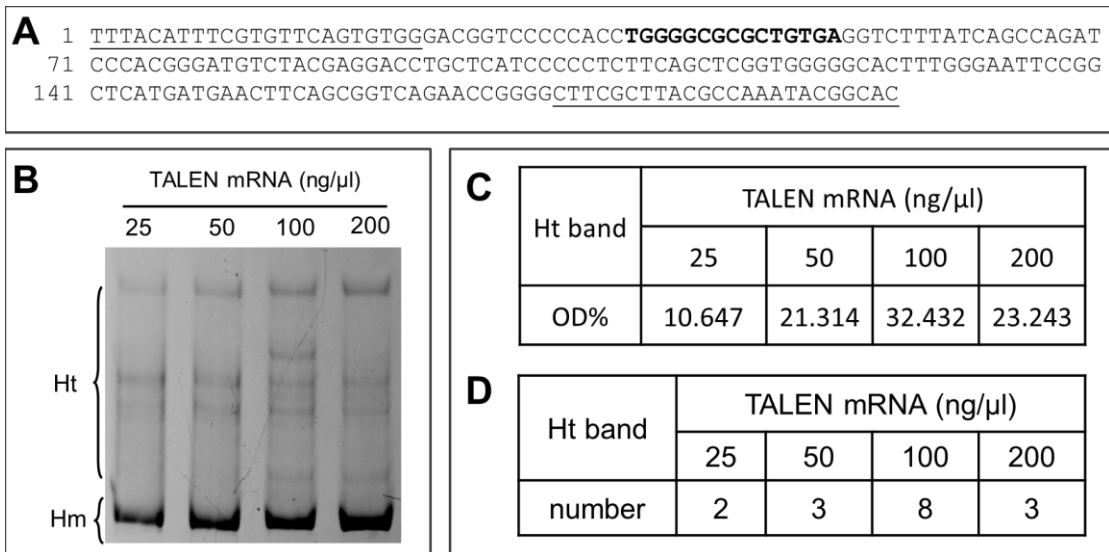 A
1 TTTACATTTCGTGTTCAGTGTGGGACGGTCCCCCACCTGGGGCGCGCTGTGAGGTCTTTATCAGCCAGAT
71 CCCACGGGATGTCTACGAGGACCTGCTCATCCCCCTCTTCAGCTCGGTGGGGGCACTTTGGGAATTCCGG
141 CTCATGATGAACTTCAGCGGTCAGAACCGGGGCTTCGCTTACGCCAAATACGGCAC
B
TALEN mRNA (ng/µl)
25 50 100 200
Ht
Hm
C
Ht band
TALEN mRNA (ng/µl)
25 50 100 200
OD% 10.647 21.314 32.432 23.243
D
Ht band
TALEN mRNA (ng/µl)
25 50 100 200
number 2 3 8 3